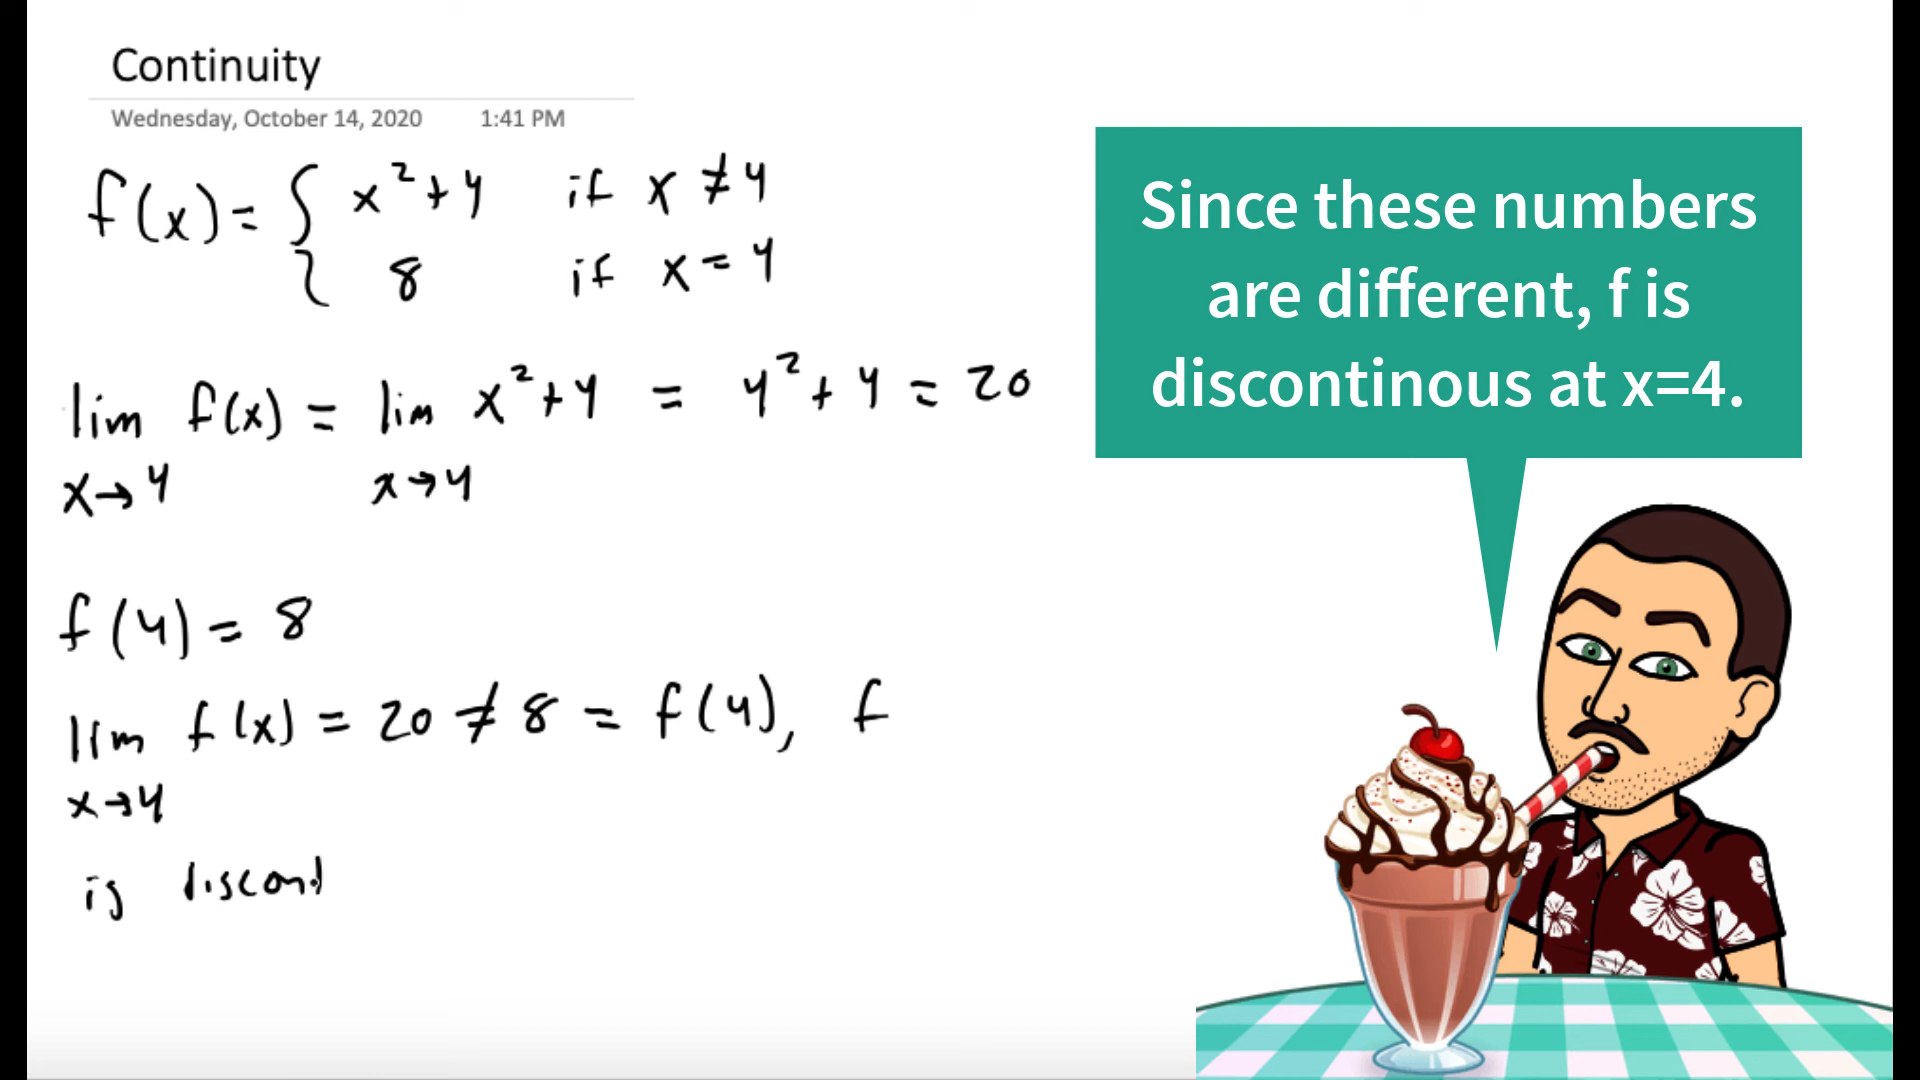 Continuity
Wednesday, October 14, 2020 1:41 PM
f(x) = { x² + 4 if x ≠ 4
8 if x = 4
lim f(x) = lim x² + 4 = 4² + 4 = 20
x→4 x→4
f(4) = 8
lim f(x) = 20 ≠ 8 = f(4), f
x→4
is discont
Since these numbers
are different, f is
discontinous at x=4.